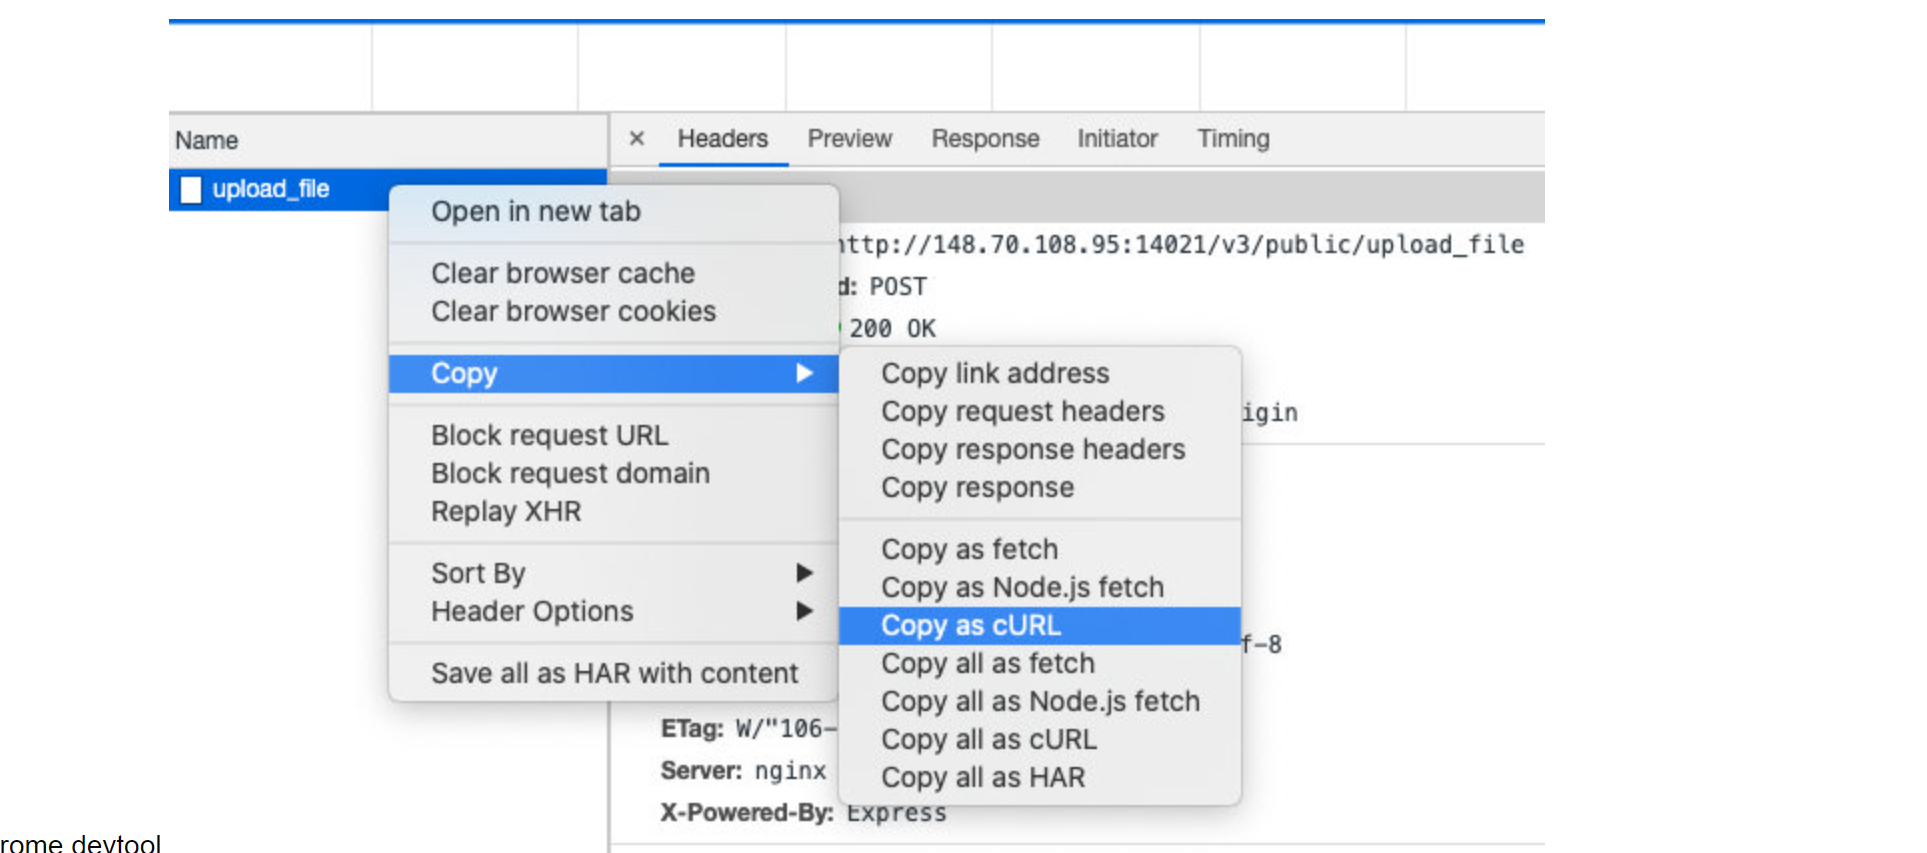 Name
× Headers Preview Response Initiator Timing
upload_file
Open in new tab
Clear browser cache
Clear browser cookies
Copy
Block request URL
Block request domain
Replay XHR
Sort By
Header Options
Save all as HAR with content
http://148.70.108.95:14021/v3/public/upload_file
d: POST
200 OK
Copy link address
Copy request headers
Copy response headers
Copy response
Copy as fetch
Copy as Node.js fetch
Copy as cURL
Copy all as fetch
Copy all as Node.js fetch
Copy all as cURL
Copy all as HAR
igin
f-8
ETag: W/"106-
Server: nginx
X-Powered-By: Express
rome devtool